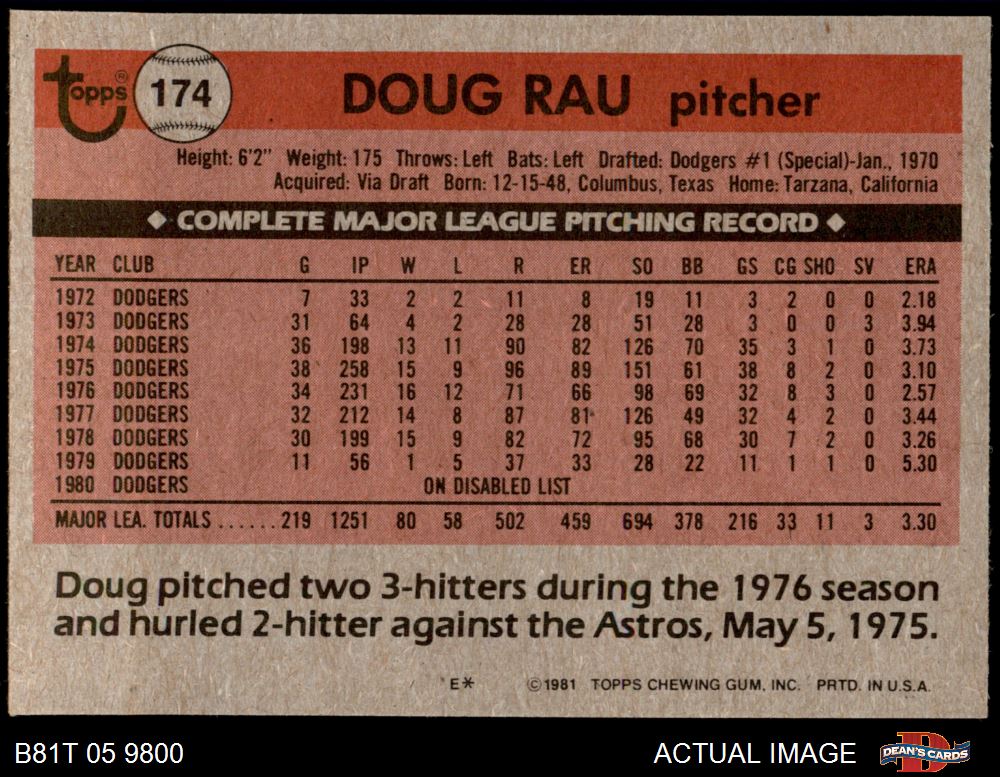 Topps® 174 DOUG RAU pitcher
Height: 6'2" Weight: 175 Throws: Left Bats: Left Drafted: Dodgers #1 (Special)-Jan., 1970
Acquired: Via Draft Born: 12-15-48, Columbus, Texas Home: Tarzana, California
◆ COMPLETE MAJOR LEAGUE PITCHING RECORD ◆
YEAR CLUB G IP W L R ER SO BB GS CG SHO SV ERA
1972 DODGERS 7 33 2 2 11 8 19 11 3 2 0 0 2.18
1973 DODGERS 31 64 4 2 28 28 51 28 3 0 0 3 3.94
1974 DODGERS 36 198 13 11 90 82 126 70 35 3 1 0 3.73
1975 DODGERS 38 258 15 9 96 89 151 61 38 8 2 0 3.10
1976 DODGERS 34 231 16 12 71 66 98 69 32 8 3 0 2.57
1977 DODGERS 32 212 14 8 87 81 126 49 32 4 2 0 3.44
1978 DODGERS 30 199 15 9 82 72 95 68 30 7 2 0 3.26
1979 DODGERS 11 56 1 5 37 33 28 22 11 1 1 0 5.30
1980 DODGERS ON DISABLED LIST
MAJOR LEA. TOTALS ...... 219 1251 80 58 502 459 694 378 216 33 11 3 3.30
Doug pitched two 3-hitters during the 1976 season
and hurled 2-hitter against the Astros, May 5, 1975.
E* ©1981 TOPPS CHEWING GUM, INC. PRTD. IN U.S.A.
B81T 05 9800 ACTUAL IMAGE DEAN'S CARDS